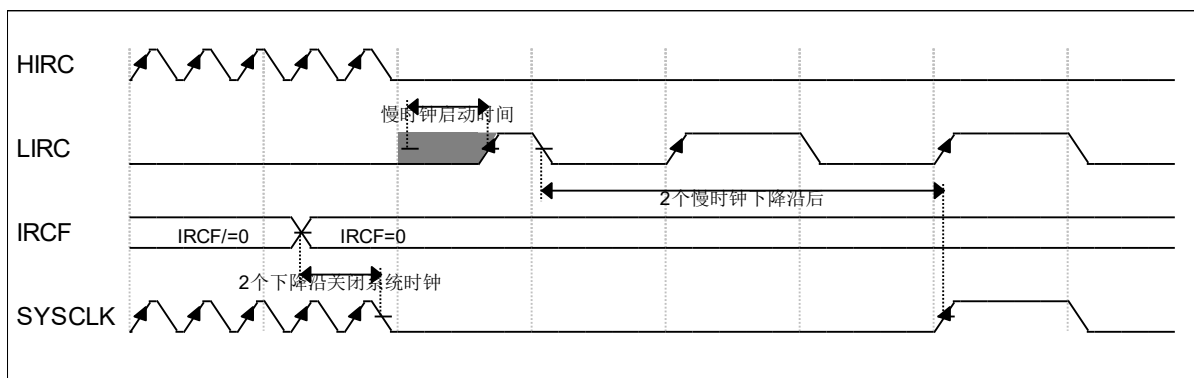 HIRC
慢时钟启动时间
LIRC
2个慢时钟下降沿后
IRCF
IRCF/=0
IRCF=0
2个下降沿关闭系统时钟
SYSCLK